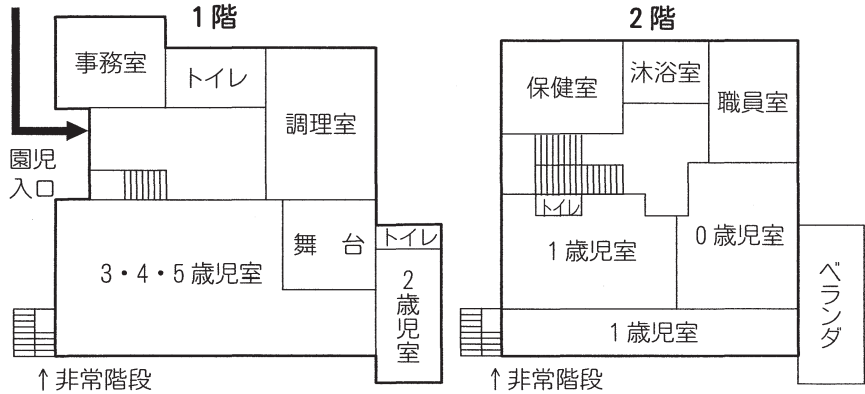 1階
事務室
トイレ
調理室
園児
入口
舞 台
トイレ
3・4・5歳児室
2歳児室
↑非常階段
2階
保健室
沐浴室
職員室
トイレ
1歳児室
0歳児室
1歳児室
ベランダ
↑非常階段